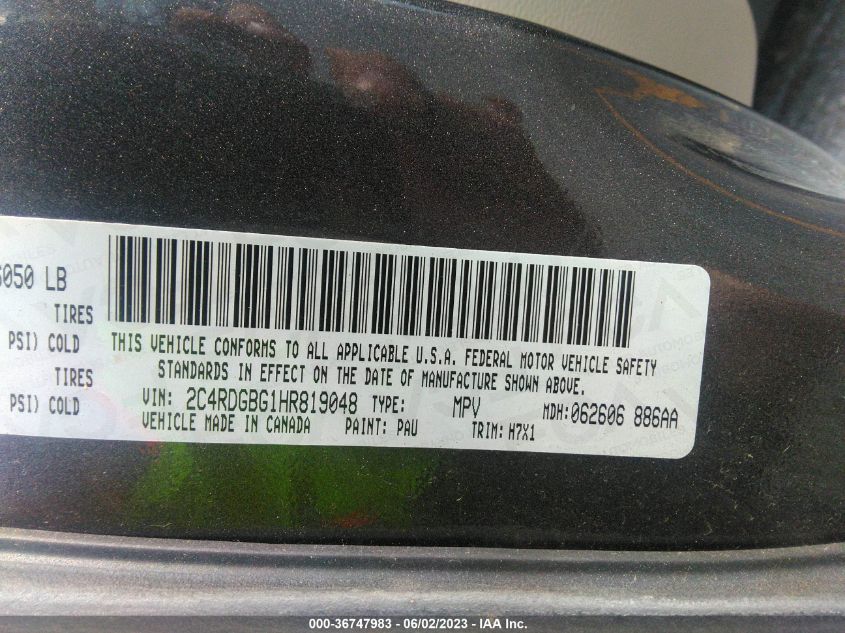 6050 LB
TIRES
PSI) COLD
TIRES
PSI) COLD
THIS VEHICLE CONFORMS TO ALL APPLICABLE U.S.A. FEDERAL MOTOR VEHICLE SAFETY
STANDARDS IN EFFECT ON THE DATE OF MANUFACTURE SHOWN ABOVE.
VIN: 2C4RDGBG1HR819048 TYPE: MPV MDH:062606 886AA
VEHICLE MADE IN CANADA PAINT: PAU TRIM: H7X1
000-36747983 - 06/02/2023 - IAA Inc.